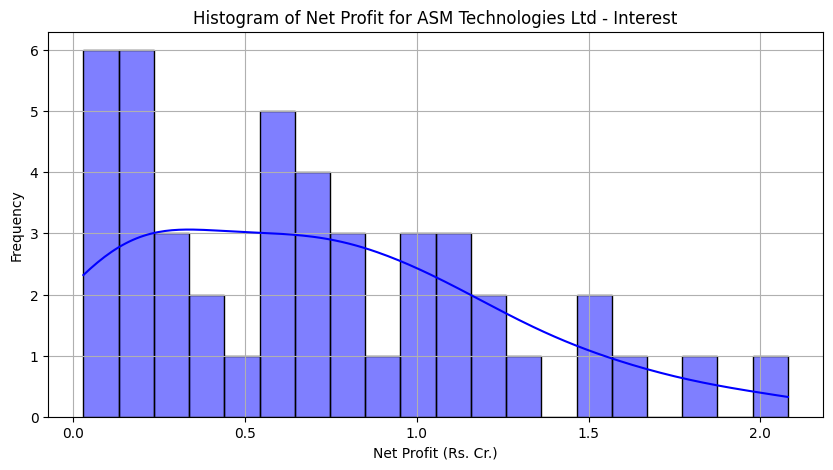 Histogram of Net Profit for ASM Technologies Ltd - Interest
6
5
4
3
2
1
0
Frequency
0.0 0.5 1.0 1.5 2.0
Net Profit (Rs. Cr.)